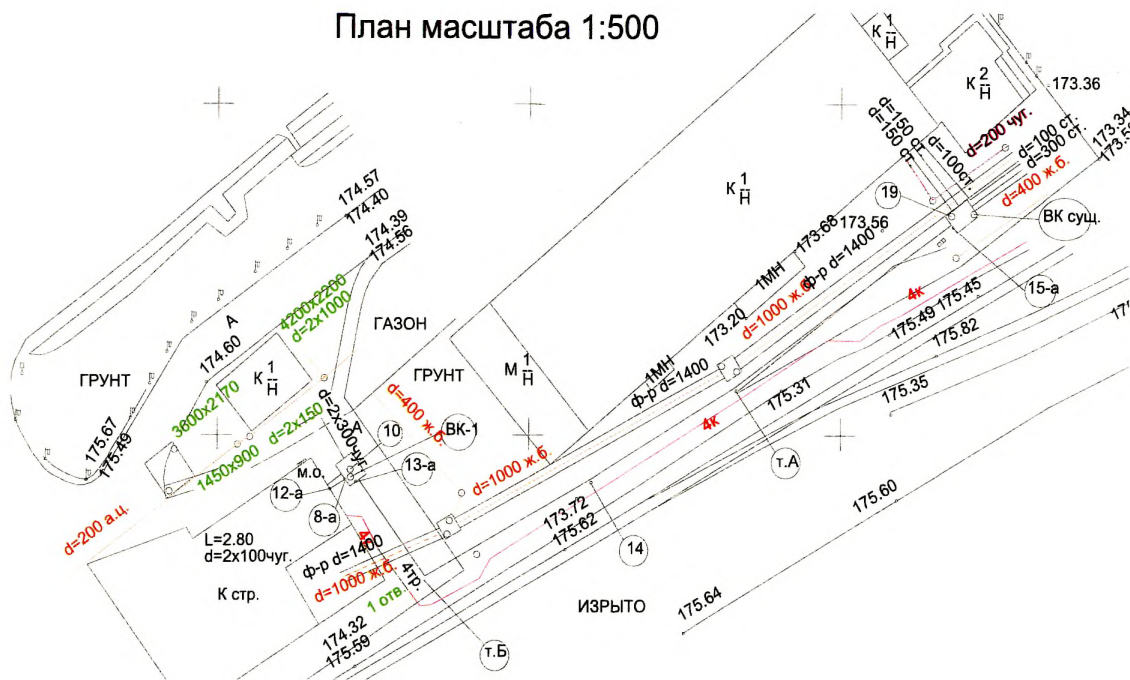 План масштаба 1:500
К 1 Н
К 2 Н
173.36
d=150 ст.
d=150 ст
d=100ст.
d=200 чуг.
d=100 ст.
d=300 ст.
d=400 ж.б.
173.34
К 1 Н
19
ВК сущ.
15-а
174.57
174.40
174.39
174.56
4200х2200
d=2х1000
А
174.60
ГАЗОН
ГРУНТ
К 1 Н
3600х2170
175.67
175.49
1450х900
d=2х150
d=2х300чуг.
А
d=400 ж.б.
ГРУНТ
М 1 Н
ВК-1
10
13-а
12-а
8-а
м.о.
d=200 а.ц.
L=2.80
d=2х100чуг.
К стр.
ф-р d=1400
d=1000 ж.б.
4тр.
1 отв.
174.32
175.59
т.Б
d=1000 ж.б.
173.72
175.62
14
ИЗРЫТО
175.64
175.60
т.А
4к
175.31
175.35
175.82
175.49
175.45
4к
1МН
ф-р d=1400
173.20
1МН
d=1000 ж.б.
173.68
173.56
ф-р d=1400